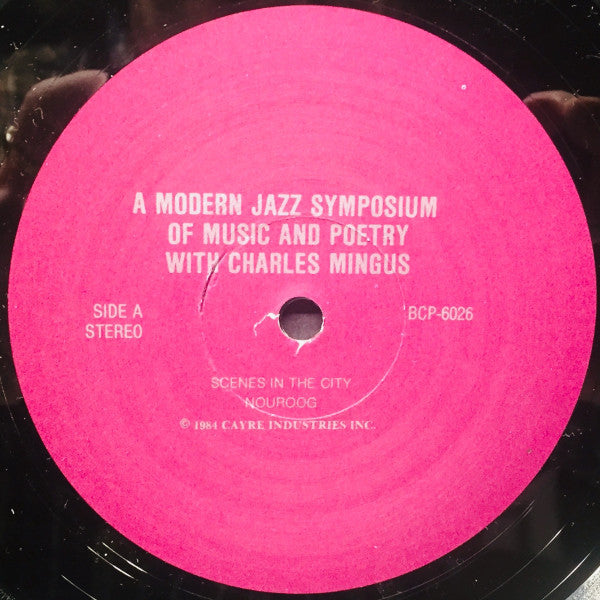 A MODERN JAZZ SYMPOSIUM
OF MUSIC AND POETRY
WITH CHARLES MINGUS
SIDE A
STEREO
BCP-6026
SCENES IN THE CITY
NOUROOG
© 1984 CAYRE INDUSTRIES INC.